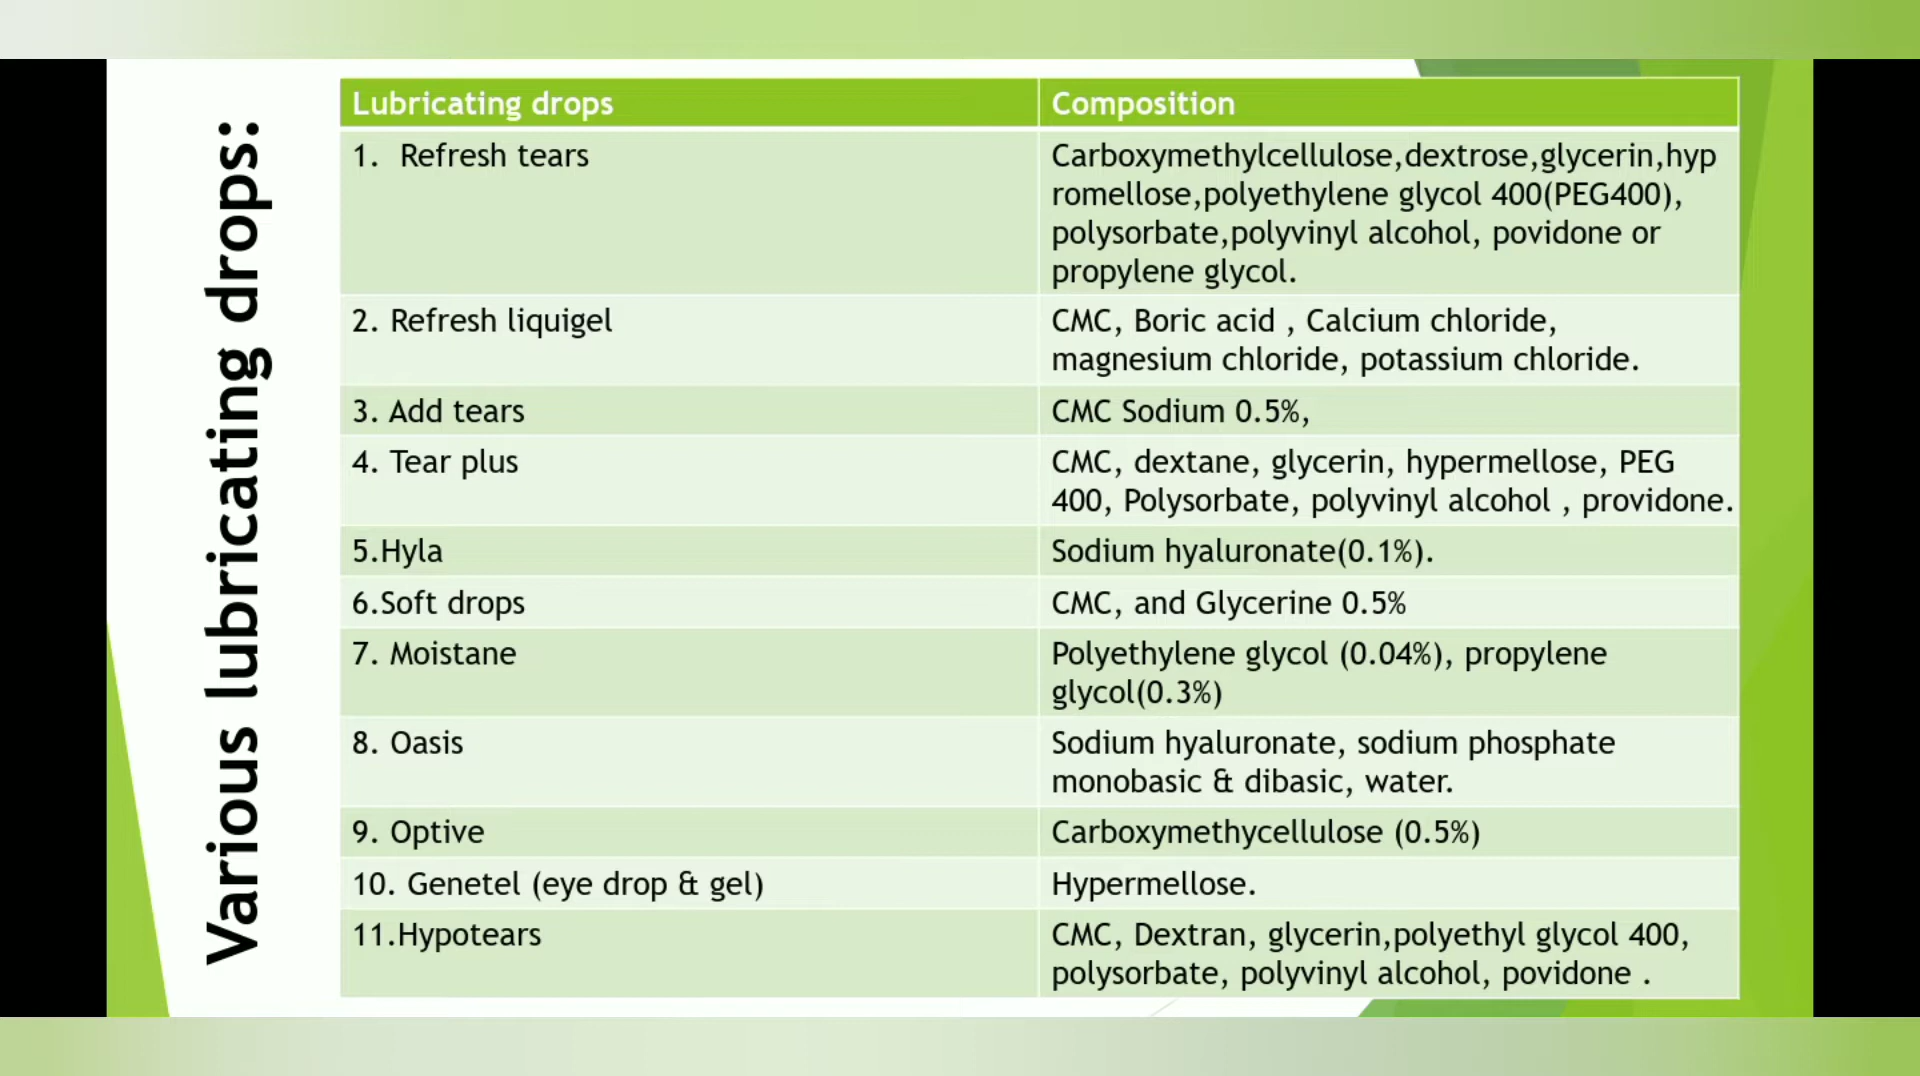 Various lubricating drops:
Lubricating drops
Composition
1. Refresh tears
Carboxymethylcellulose,dextrose,glycerin,hyp
romellose,polyethylene glycol 400(PEG400),
polysorbate,polyvinyl alcohol, povidone or
propylene glycol.
2. Refresh liquigel
CMC, Boric acid , Calcium chloride,
magnesium chloride, potassium chloride.
3. Add tears
CMC Sodium 0.5%,
4. Tear plus
CMC, dextane, glycerin, hypermellose, PEG
400, Polysorbate, polyvinyl alcohol , providone.
5.Hyla
Sodium hyaluronate(0.1%).
6.Soft drops
CMC, and Glycerine 0.5%
7. Moistane
Polyethylene glycol (0.04%), propylene
glycol(0.3%)
8. Oasis
Sodium hyaluronate, sodium phosphate
monobasic & dibasic, water.
9. Optive
Carboxymethycellulose (0.5%)
10. Genetel (eye drop & gel)
Hypermellose.
11.Hypotears
CMC, Dextran, glycerin,polyethyl glycol 400,
polysorbate, polyvinyl alcohol, povidone .